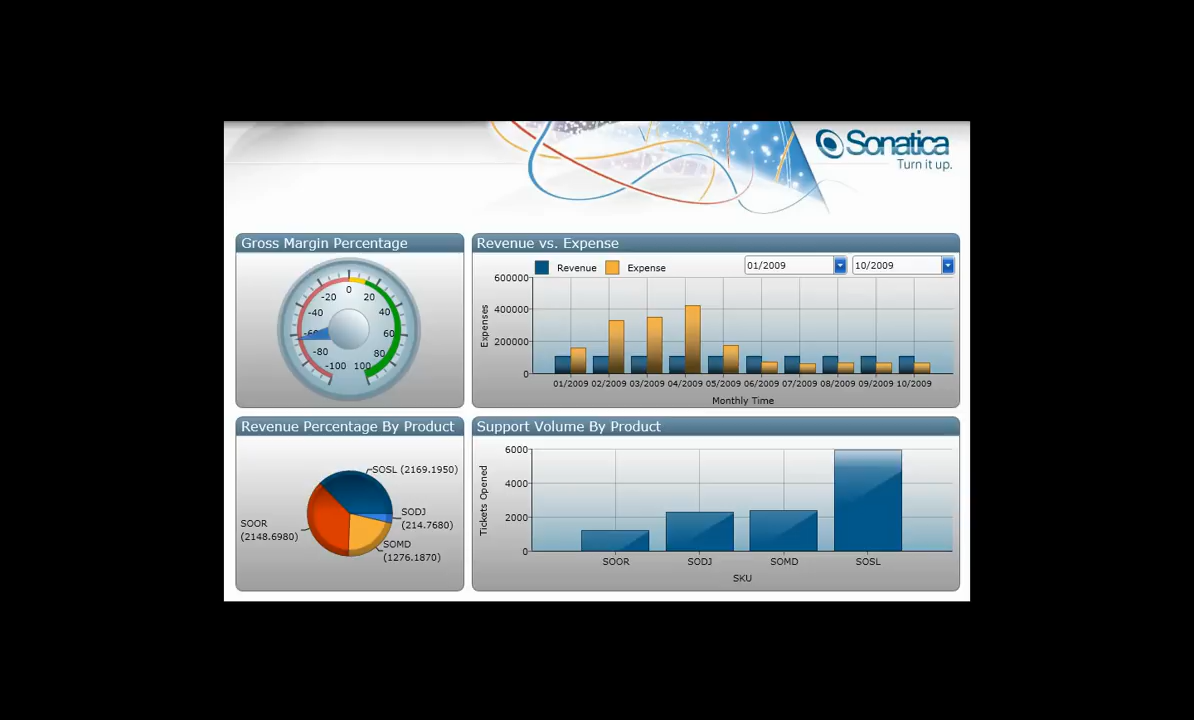 Sonatica
Turn it up.
Gross Margin Percentage
0
-20
20
-40
40
60
-80
80
-100
100
Revenue vs. Expense
Revenue
Expense
01/2009
10/2009
600000
400000
200000
0
Expenses
01/2009 02/2009 03/2009 04/2009 05/2009 06/2009 07/2009 08/2009 09/2009 10/2009
Monthly Time
Revenue Percentage By Product
SOSL (2169.1950)
SODJ
(214.7680)
SOOR
(2148.6980)
SOMD
(1276.1870)
Support Volume By Product
6000
4000
2000
0
Tickets Opened
SOOR SODJ SOMD SOSL
SKU